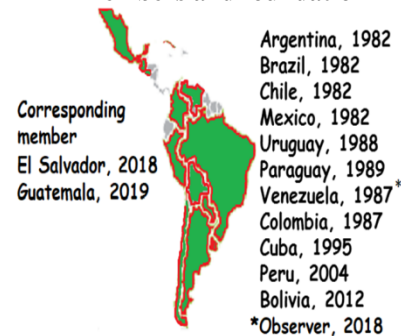 Corresponding
member
El Salvador, 2018
Guatemala, 2019
Argentina, 1982
Brazil, 1982
Chile, 1982
Mexico, 1982
Uruguay, 1988
Paraguay, 1989
Venezuela, 1987*
Colombia, 1987
Cuba, 1995
Peru, 2004
Bolivia, 2012
*Observer, 2018